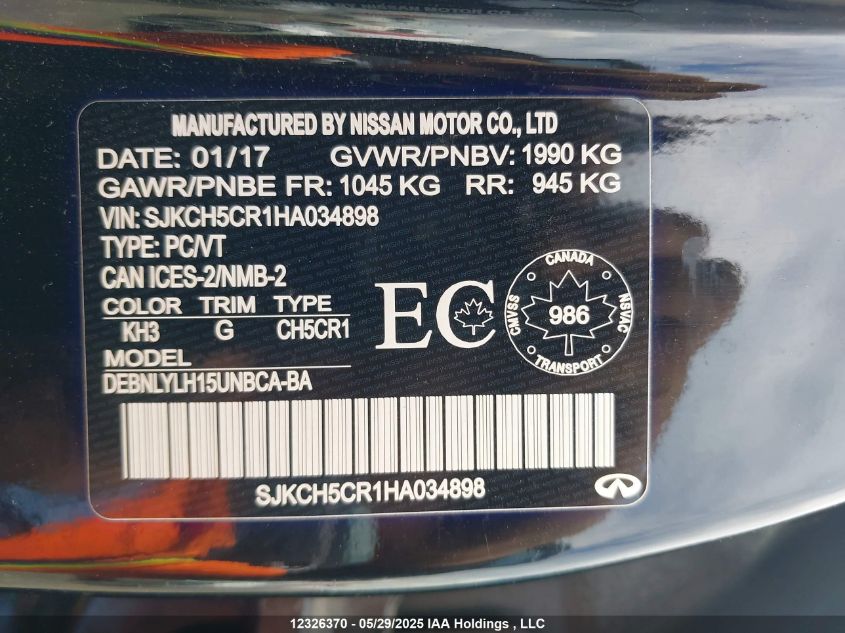 MANUFACTURED BY NISSAN MOTOR CO., LTD
DATE: 01/17 GVWR/PNBV: 1990 KG
GAWR/PNBE FR: 1045 KG RR: 945 KG
VIN: SJKCH5CR1HA034898
TYPE: PC/VT
CAN ICES-2/NMB-2
COLOR TRIM TYPE
KH3 G CH5CR1
MODEL
DEBNLYLH15UNBCA-BA
EC
CANADA
CMVSS 986 NSVAC
TRANSPORT
SJKCH5CR1HA034898
12326370 - 05/29/2025 IAA Holdings , LLC